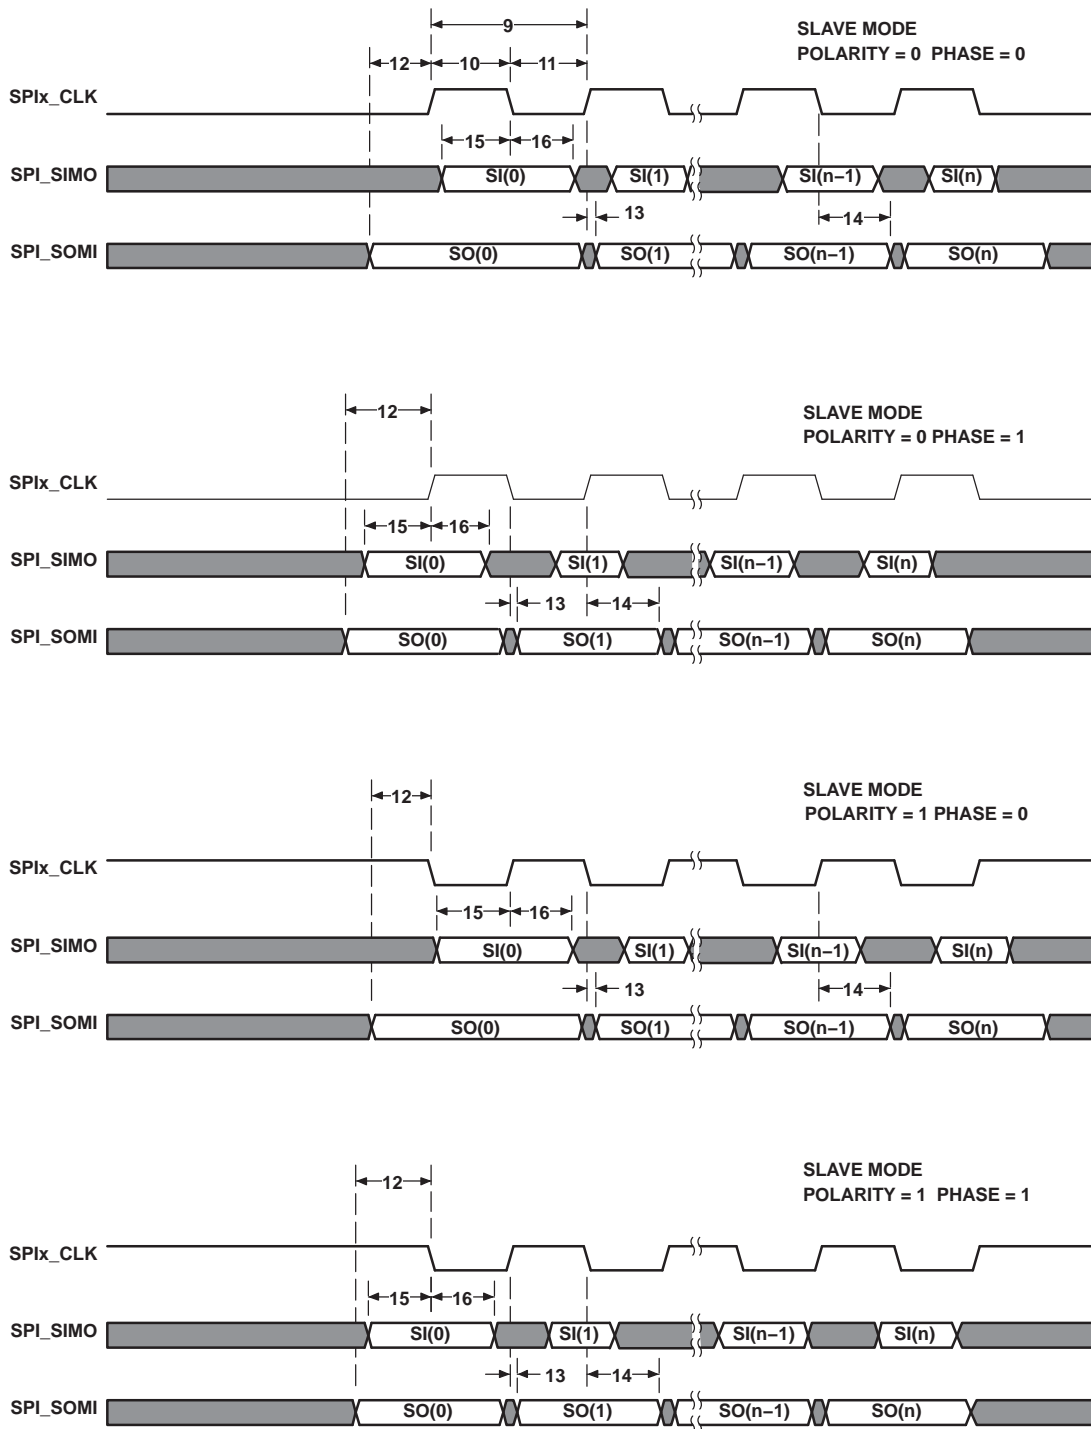 9
SLAVE MODE
POLARITY = 0 PHASE = 0
12 10 11
SPIx_CLK
15 16
SPI_SIMO SI(0) SI(1) SI(n−1) SI(n)
13 14
SPI_SOMI SO(0) SO(1) SO(n−1) SO(n)
12
SLAVE MODE
POLARITY = 0 PHASE = 1
SPIx_CLK
15 16
SPI_SIMO SI(0) SI(1) SI(n−1) SI(n)
13 14
SPI_SOMI SO(0) SO(1) SO(n−1) SO(n)
12
SLAVE MODE
POLARITY = 1 PHASE = 0
SPIx_CLK
15 16
SPI_SIMO SI(0) SI(1) SI(n−1) SI(n)
13 14
SPI_SOMI SO(0) SO(1) SO(n−1) SO(n)
SLAVE MODE
12
POLARITY = 1 PHASE = 1
SPIx_CLK
15 16
SPI_SIMO SI(0) SI(1) SI(n−1) SI(n)
13 14
SPI_SOMI SO(0) SO(1) SO(n−1) SO(n)